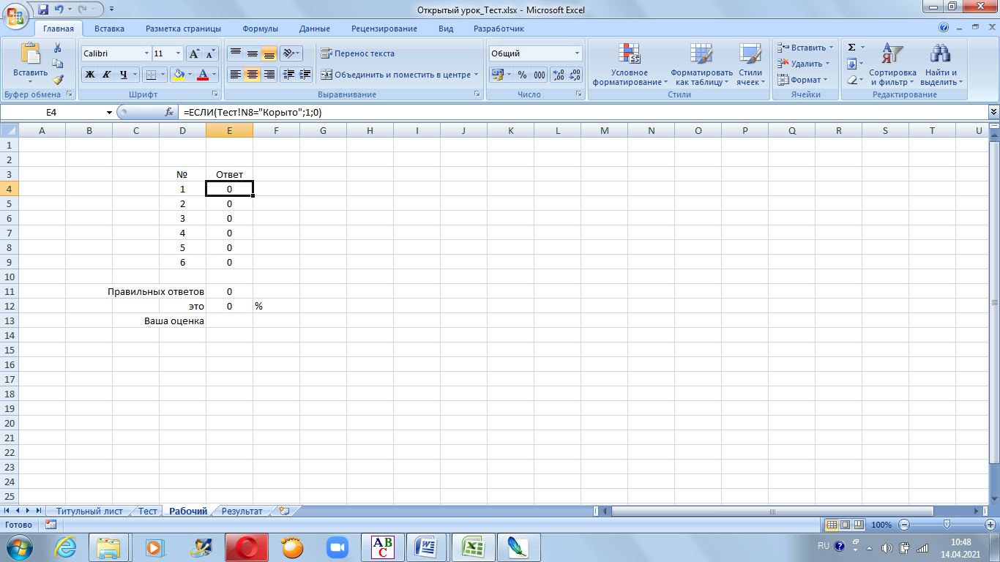 Открытый урок_Тест.xlsx - Microsoft Excel
Главная Вставка Разметка страницы Формулы Данные Рецензирование Вид Разработчик
Calibri 11 Перенос текста Общий Вставить Σ
Вставить Удалить
Ж К Ч Объединить и поместить в центре % 000 Условное форматирование Форматировать как таблицу Стили ячеек Формат Сортировка и фильтр Найти и выделить
Буфер обмена Шрифт Выравнивание Число Стили Ячейки Редактирование
E4 fx =ЕСЛИ(Тест!N8="Корыто";1;0)
A B C D E F G H I J K L M N O P Q R S T U
1
2
3 № Ответ
4 1 0
5 2 0
6 3 0
7 4 0
8 5 0
9 6 0
10
11 Правильных ответов 0
12 это 0 %
13 Ваша оценка
14
15
16
17
18
19
20
21
22
23
24
25
Титульный лист Тест Рабочий Результат
Готово 100%
ABC RU 10:48
14.04.2021